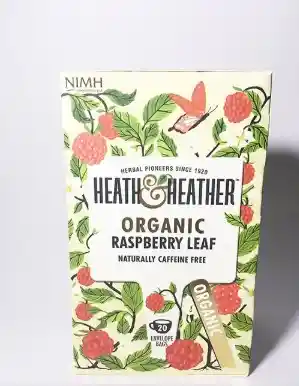 NIMH
HERBAL PIONEERS SINCE 1920
HEATH & HEATHER
ORGANIC
RASPBERRY LEAF
NATURALLY CAFFEINE FREE
ORGANIC
20
ENVELOPE
BAGS